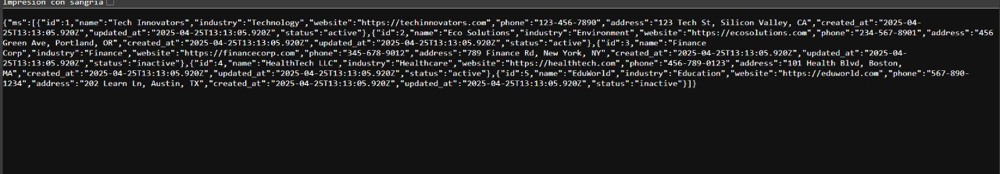 Impresión con sangría
{"ms":[{"id":1,"name":"Tech Innovators","industry":"Technology","website":"https://techinnovators.com","phone":"123-456-7890","address":"123 Tech St, Silicon Valley, CA","created_at":"2025-04-
25T13:13:05.920Z","updated_at":"2025-04-25T13:13:05.920Z","status":"active"},{"id":2,"name":"Eco Solutions","industry":"Environment","website":"https://ecosolutions.com","phone":"234-567-8901","address":"456
Green Ave, Portland, OR","created_at":"2025-04-25T13:13:05.920Z","updated_at":"2025-04-25T13:13:05.920Z","status":"active"},{"id":3,"name":"Finance
Corp","industry":"Finance","website":"https://financecorp.com","phone":"345-678-9012","address":"789 Finance Rd, New York, NY","created_at":"2025-04-25T13:13:05.920Z","updated_at":"2025-04-
25T13:13:05.920Z","status":"inactive"},{"id":4,"name":"HealthTech LLC","industry":"Healthcare","website":"https://healthtech.com","phone":"456-789-0123","address":"101 Health Blvd, Boston,
MA","created_at":"2025-04-25T13:13:05.920Z","updated_at":"2025-04-25T13:13:05.920Z","status":"active"},{"id":5,"name":"EduWorld","industry":"Education","website":"https://eduworld.com","phone":"567-890-
1234","address":"202 Learn Ln, Austin, TX","created_at":"2025-04-25T13:13:05.920Z","updated_at":"2025-04-25T13:13:05.920Z","status":"inactive"}]}